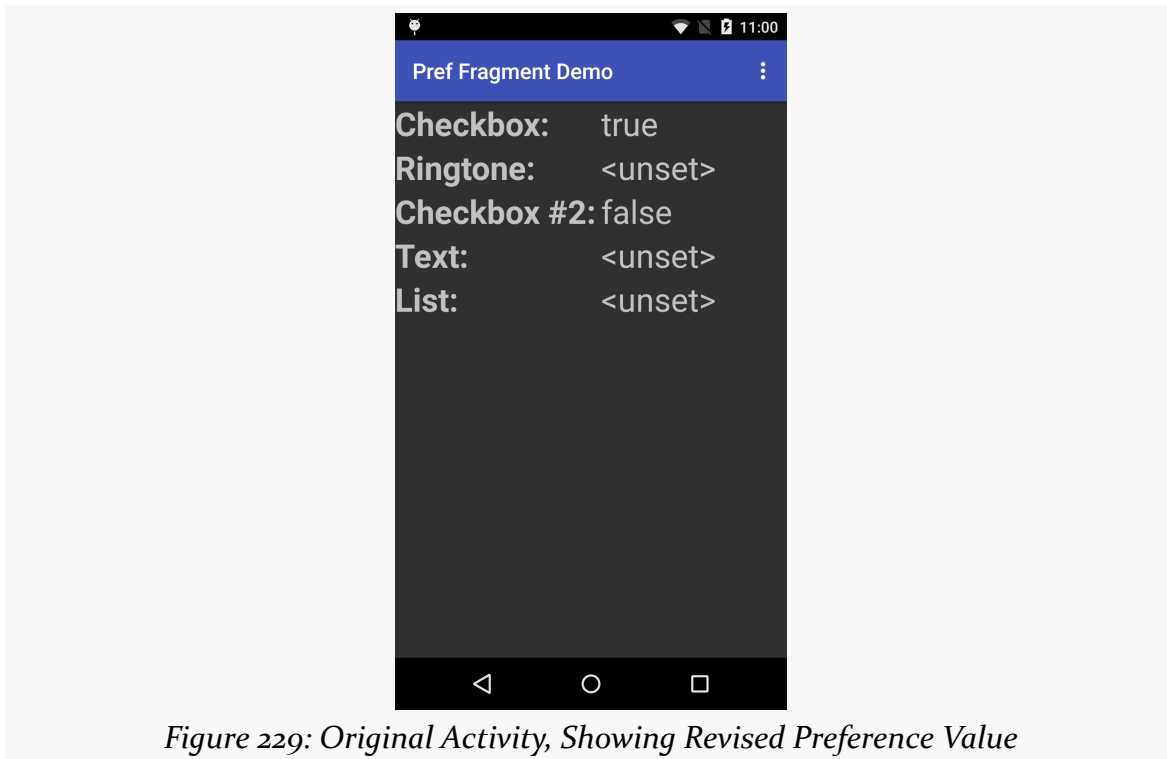 11:00
Pref Fragment Demo
Checkbox: true
Ringtone: <unset>
Checkbox #2: false
Text: <unset>
List: <unset>
Figure 229: Original Activity, Showing Revised Preference Value